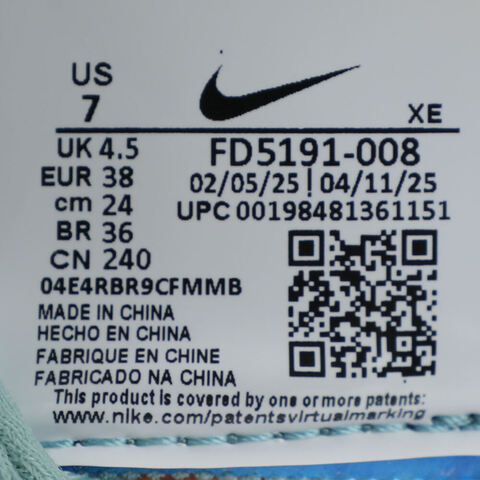 US
7
XE
UK 4.5
EUR 38
cm 24
BR 36
CN 240
FD5191-008
02/05/25 | 04/11/25
UPC 00198481361151
04E4RBR9CFMMB
MADE IN CHINA
HECHO EN CHINA
FABRIQUE EN CHINE
FABRICADO NA CHINA
This product is covered by one or more patents:
www.nike.com/patentsvirtualmarking